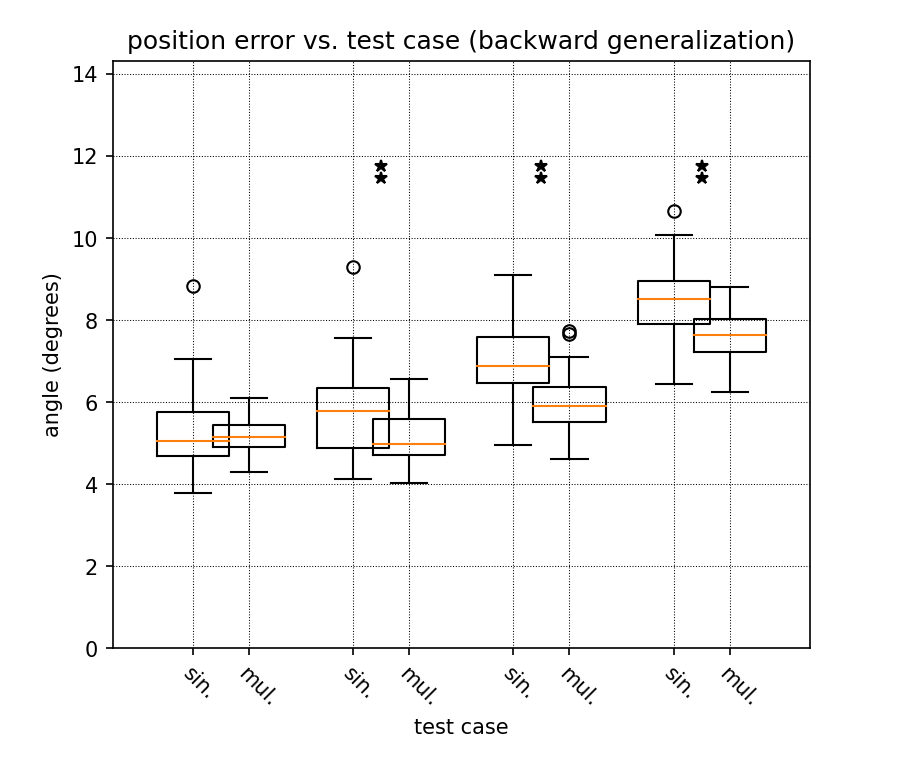 position error vs. test case (backward generalization)
14
12
10
8
6
4
2
0
angle (degrees)
sin. mul. sin. mul. sin. mul. sin. mul.
test case